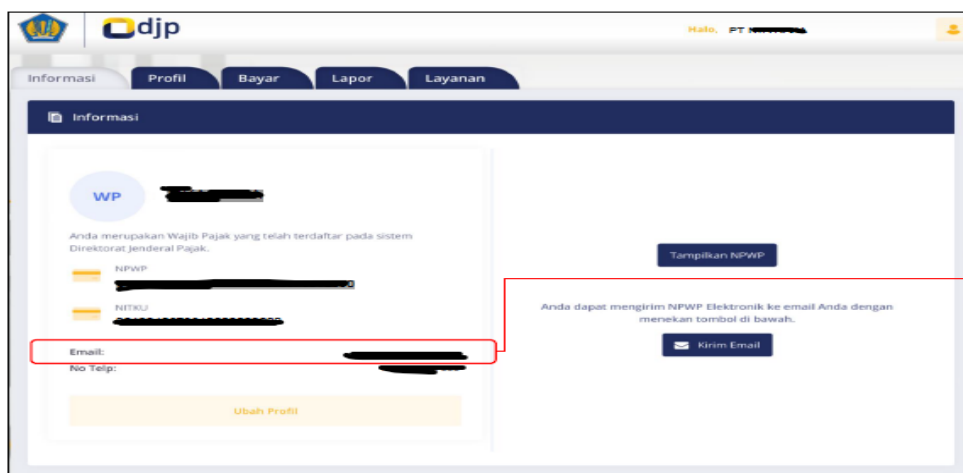 djp
Halo, PT
Informasi Profil Bayar Lapor Layanan
Informasi
WP
Anda merupakan Wajib Pajak yang telah terdaftar pada sistem
Direktorat Jenderal Pajak.
NPWP
NITKU
Email:
No Telp:
Ubah Profil
Tampilkan NPWP
Anda dapat mengirim NPWP Elektronik ke email Anda dengan
menekan tombol di bawah.
Kirim Email